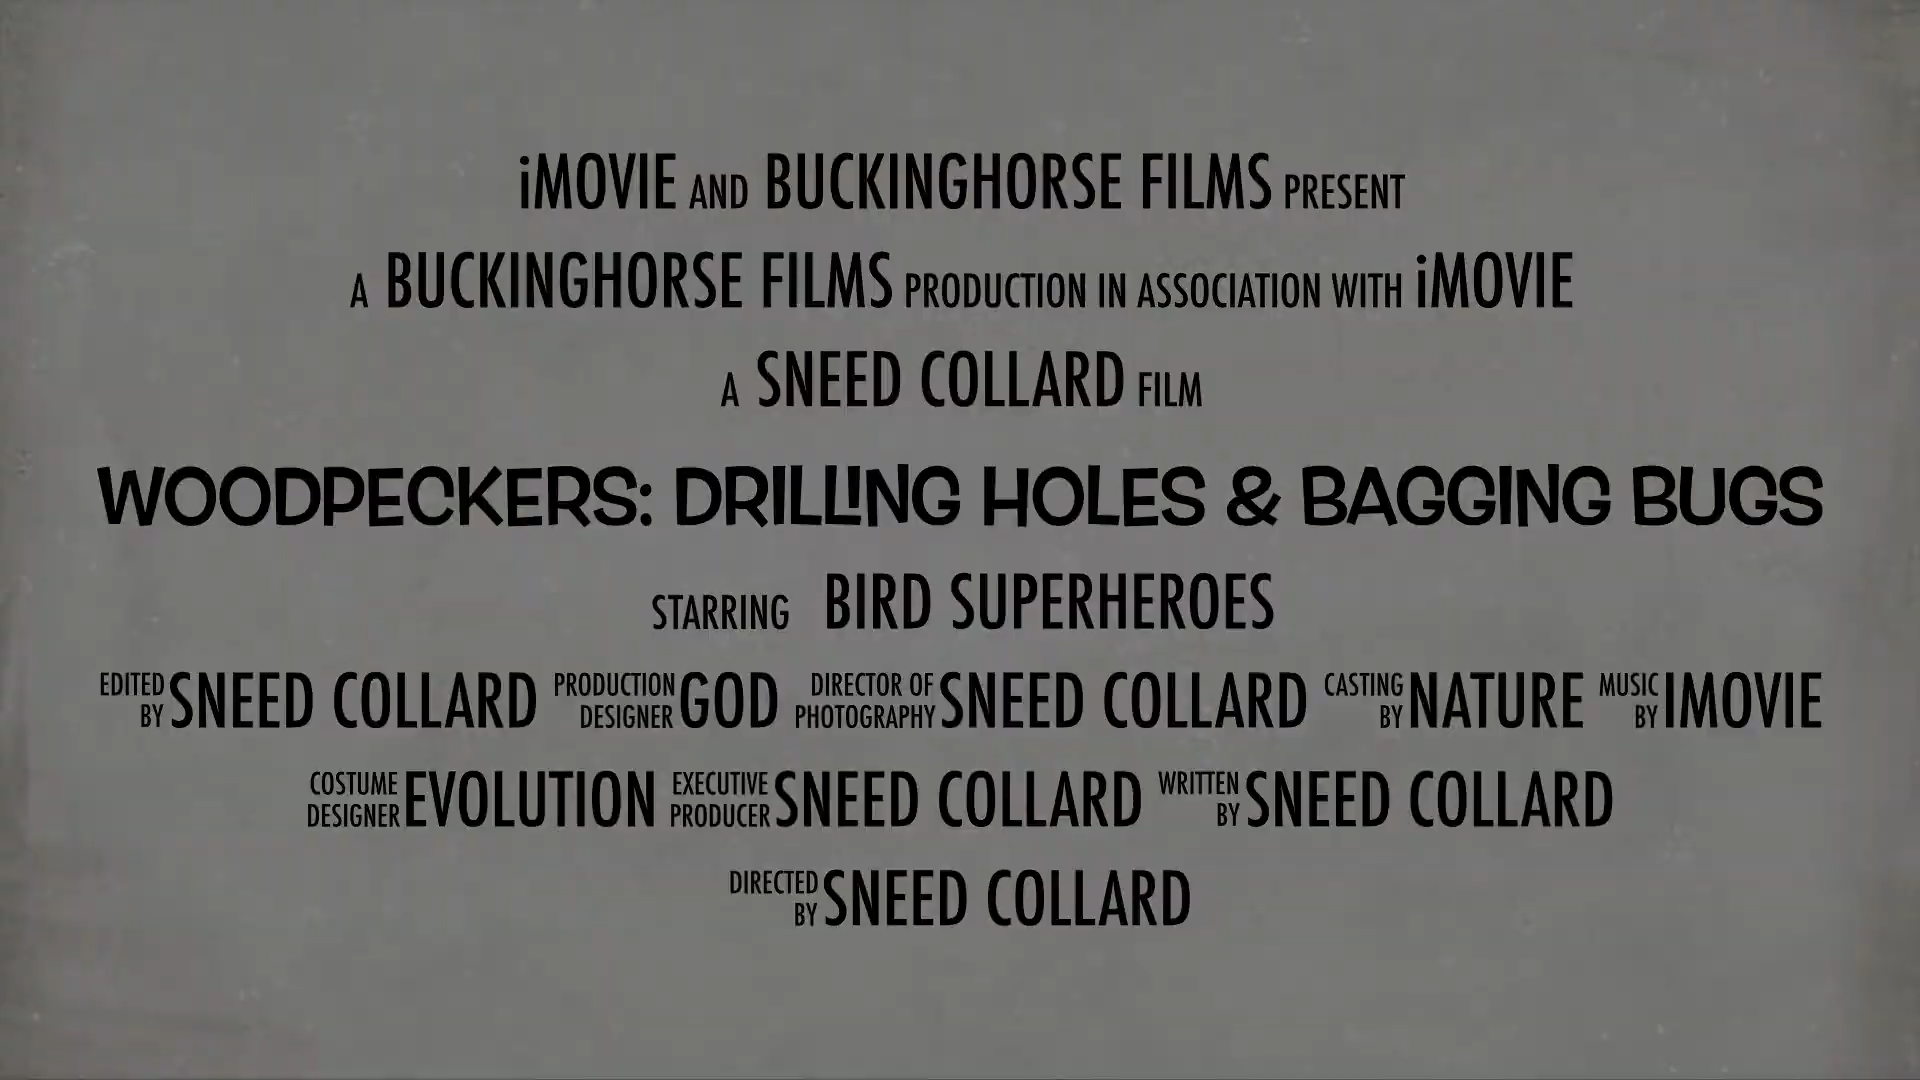 iMOVIE AND BUCKINGHORSE FILMS PRESENT
A BUCKINGHORSE FILMS PRODUCTION IN ASSOCIATION WITH iMOVIE
A SNEED COLLARD FILM
WOODPECKERS: DRILLING HOLES & BAGGING BUGS
STARRING BIRD SUPERHEROES
EDITED BY SNEED COLLARD PRODUCTION DESIGNER GOD DIRECTOR OF PHOTOGRAPHY SNEED COLLARD CASTING BY NATURE MUSIC BY IMOVIE
COSTUME DESIGNER EVOLUTION EXECUTIVE PRODUCER SNEED COLLARD WRITTEN BY SNEED COLLARD
DIRECTED BY SNEED COLLARD